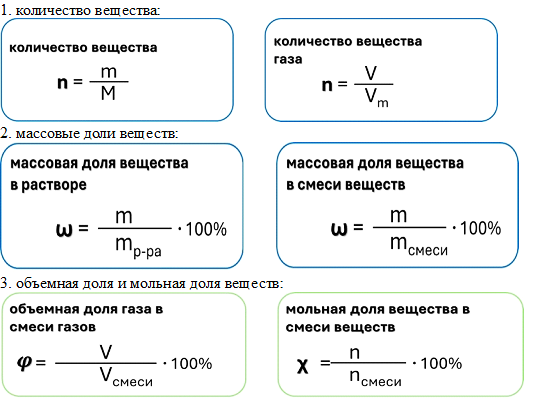 1. количество вещества:
количество вещества
n = m / M
количество вещества
газа
n = V / Vm
2. массовые доли веществ:
массовая доля вещества
в растворе
ω = m / mр-ра · 100%
массовая доля вещества
в смеси веществ
ω = m / mсмеси · 100%
3. объемная доля и мольная доля веществ:
объемная доля газа в
смеси газов
φ = V / Vсмеси · 100%
мольная доля вещества в
смеси веществ
χ = n / nсмеси · 100%